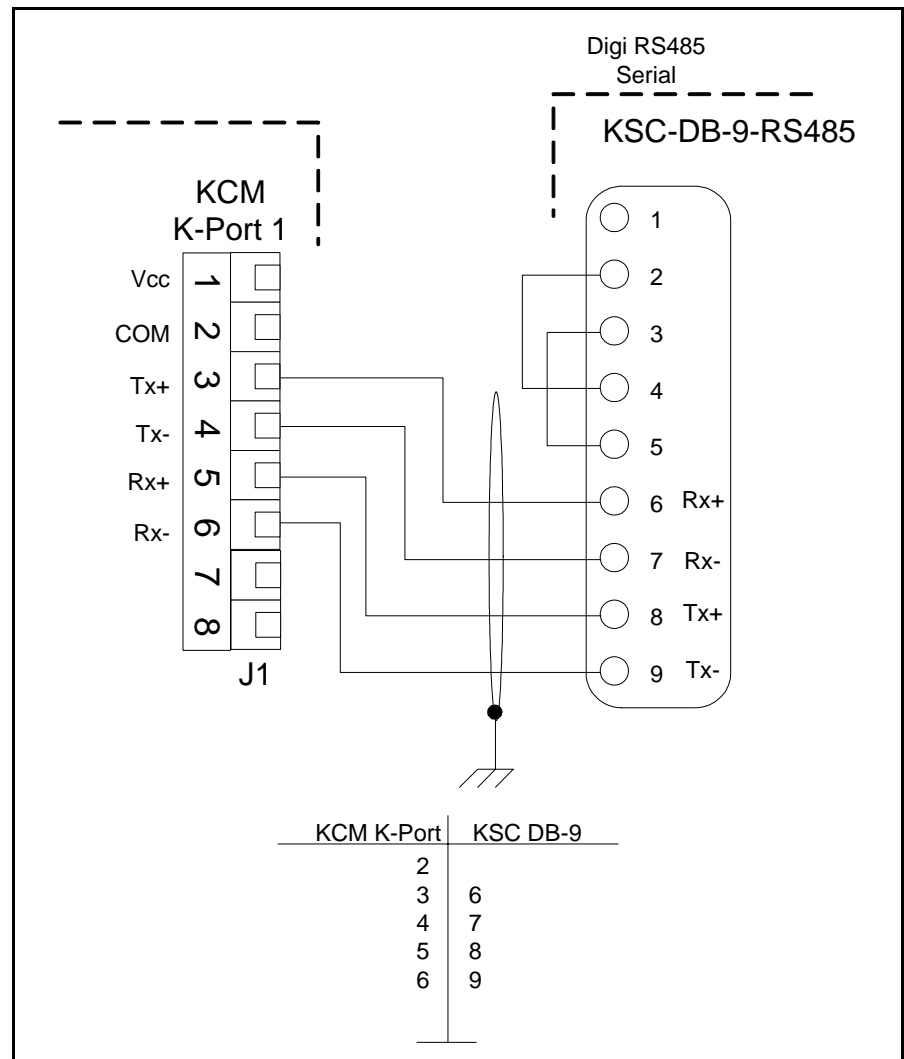 Digi RS485
Serial
KSC-DB-9-RS485
KCM
K-Port 1
Vcc 1
COM 2
Tx+ 3
Tx- 4
Rx+ 5
Rx- 6
7
8
J1
1
2
3
4
5
6 Rx+
7 Rx-
8 Tx+
9 Tx-
KCM K-Port KSC DB-9
2
3 6
4 7
5 8
6 9